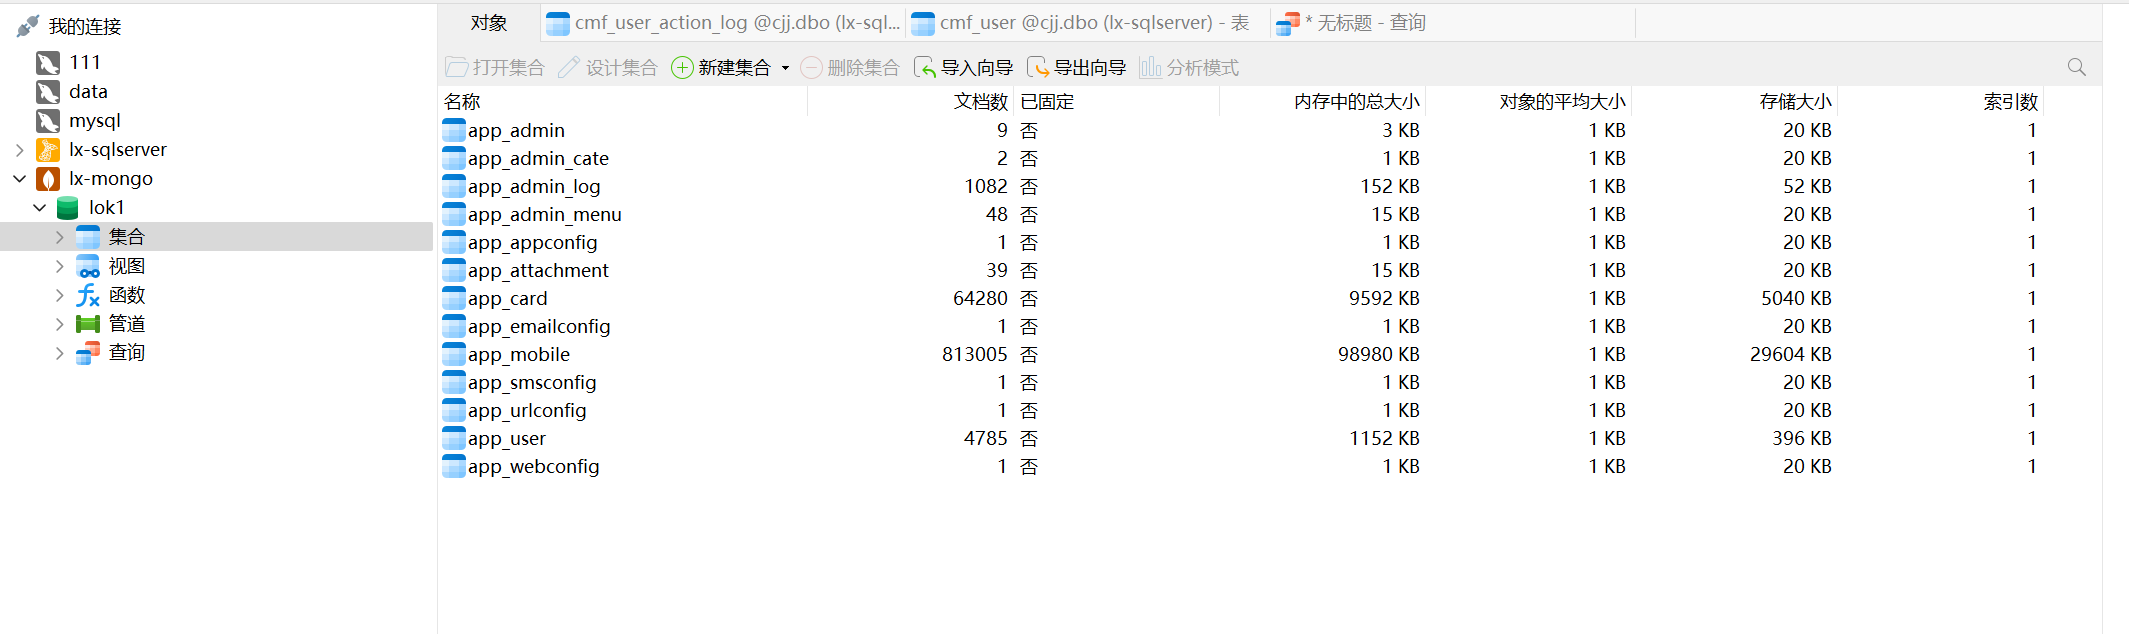 我的连接
111
data
mysql
lx-sqlserver
lx-mongo
lok1
集合
视图
函数
管道
查询
对象 cmf_user_action_log @cjj.dbo (lx-sql... cmf_user @cjj.dbo (lx-sqlserver) - 表 * 无标题 - 查询
打开集合 设计集合 新建集合 删除集合 导入向导 导出向导 分析模式
名称 文档数 已固定 内存中的总大小 对象的平均大小 存储大小 索引数
app_admin 9 否 3 KB 1 KB 20 KB 1
app_admin_cate 2 否 1 KB 1 KB 20 KB 1
app_admin_log 1082 否 152 KB 1 KB 52 KB 1
app_admin_menu 48 否 15 KB 1 KB 20 KB 1
app_appconfig 1 否 1 KB 1 KB 20 KB 1
app_attachment 39 否 15 KB 1 KB 20 KB 1
app_card 64280 否 9592 KB 1 KB 5040 KB 1
app_emailconfig 1 否 1 KB 1 KB 20 KB 1
app_mobile 813005 否 98980 KB 1 KB 29604 KB 1
app_smsconfig 1 否 1 KB 1 KB 20 KB 1
app_urlconfig 1 否 1 KB 1 KB 20 KB 1
app_user 4785 否 1152 KB 1 KB 396 KB 1
app_webconfig 1 否 1 KB 1 KB 20 KB 1